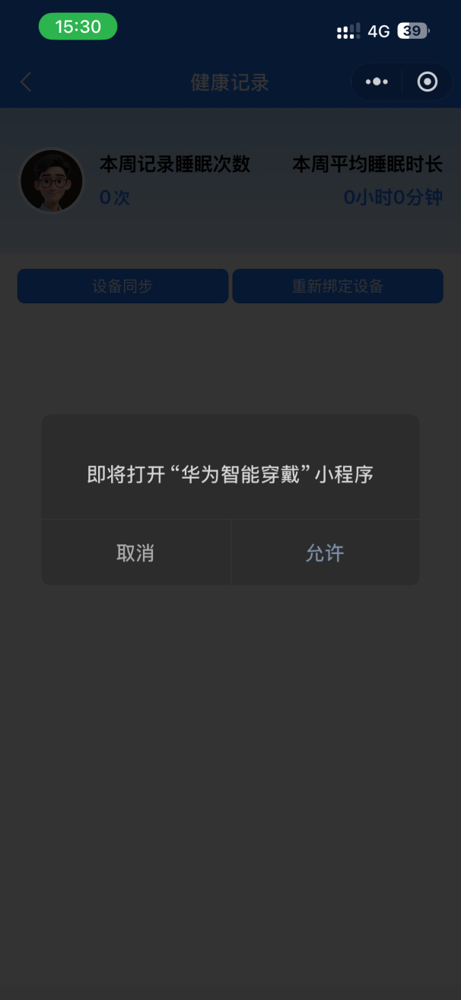 15:30
4G
39
健康记录
本周记录睡眠次数
本周平均睡眠时长
0次
0小时0分钟
设备同步
重新绑定设备
即将打开“华为智能穿戴”小程序
取消
允许